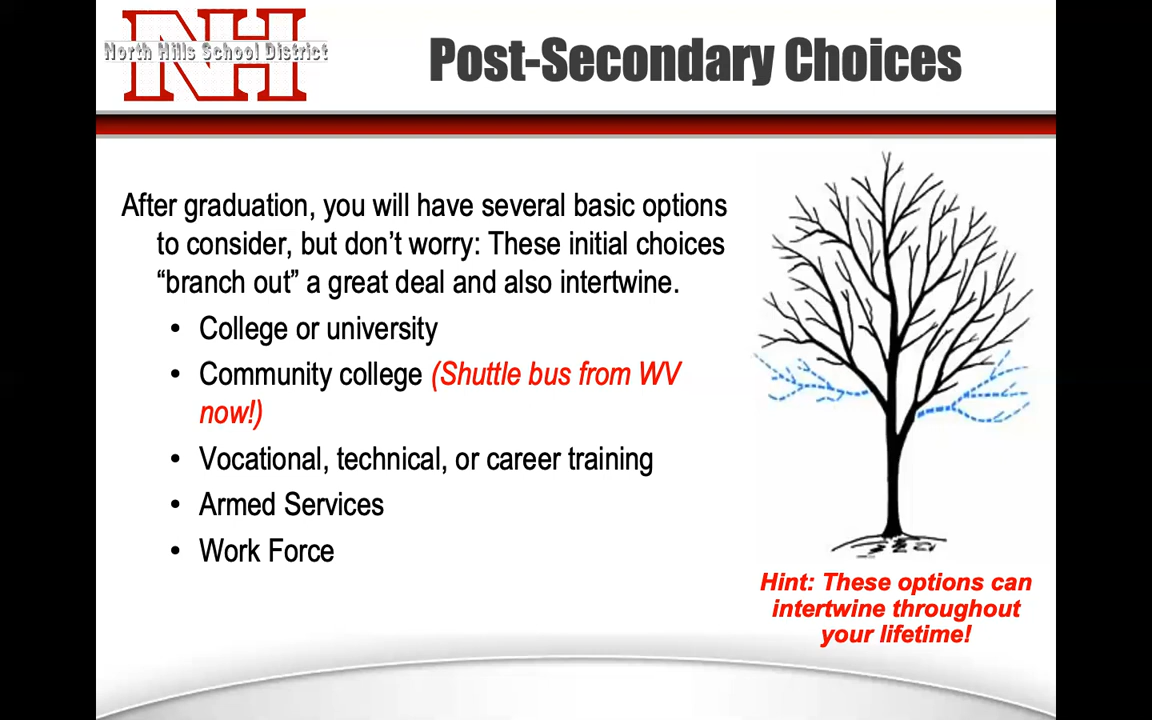 NH
North Hills School District
Post-Secondary Choices
After graduation, you will have several basic options
to consider, but don’t worry: These initial choices
“branch out” a great deal and also intertwine.
• College or university
• Community college (Shuttle bus from WV
now!)
• Vocational, technical, or career training
• Armed Services
• Work Force
Hint: These options can
intertwine throughout
your lifetime!